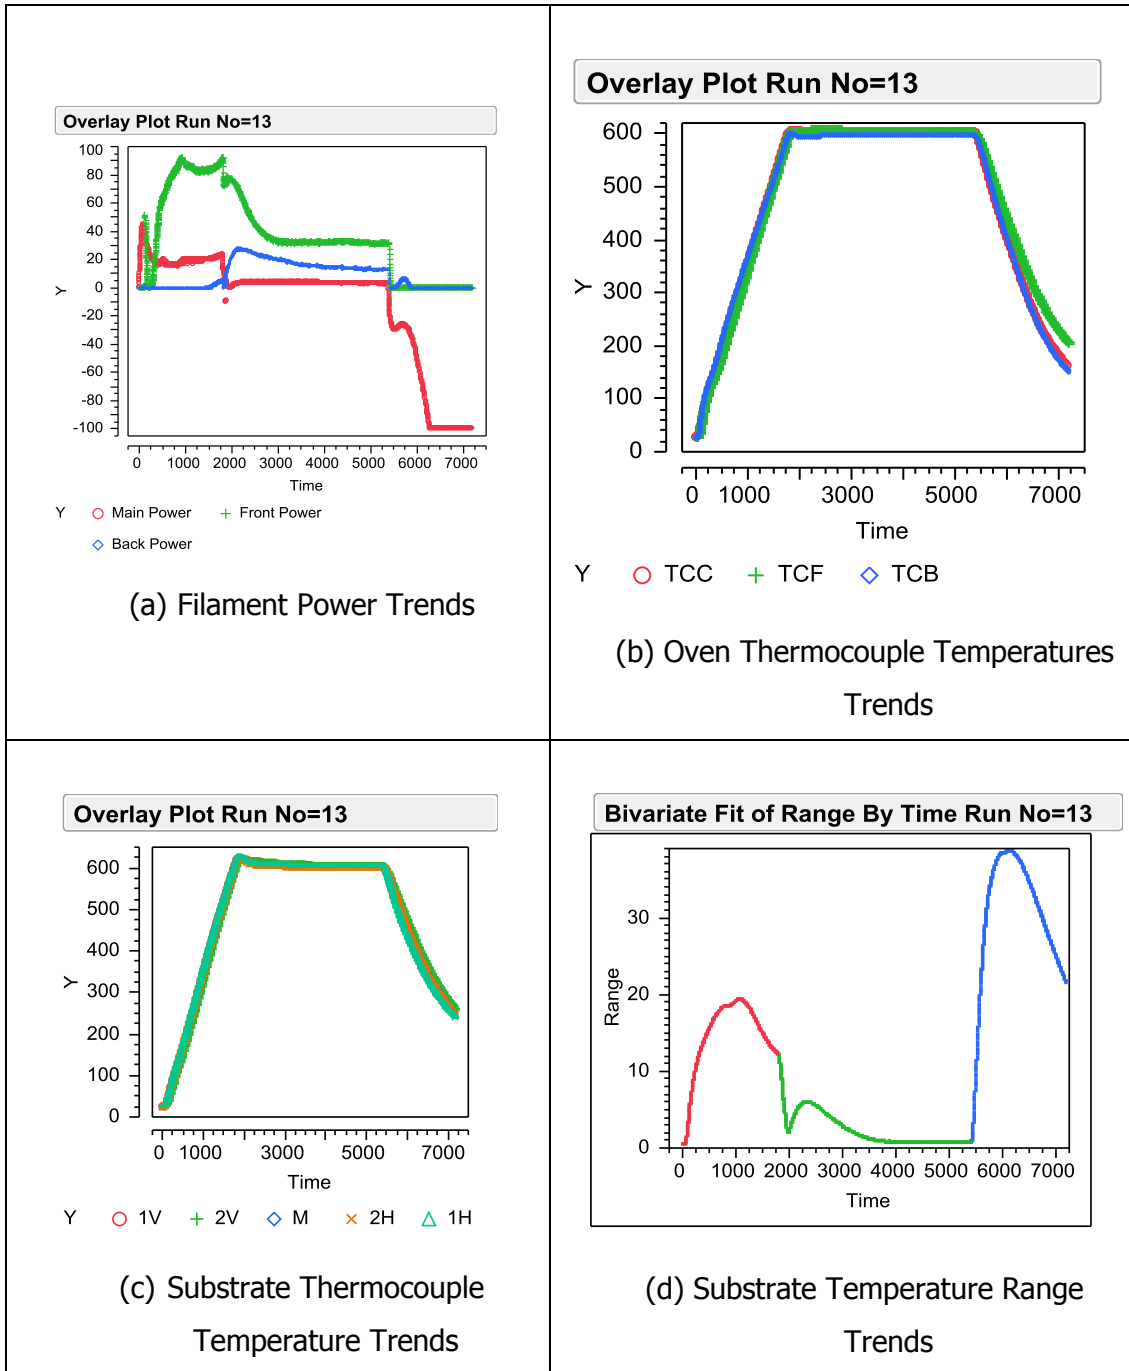 Overlay Plot Run No=13
100
80
60
40
20
0
-20
-40
-60
-80
-100
Y
0 1000 2000 3000 4000 5000 6000 7000
Time
Y Main Power Front Power
Back Power
(a) Filament Power Trends
Overlay Plot Run No=13
600
500
400
300
200
100
0
Y
0 1000 3000 5000 7000
Time
Y TCC TCF TCB
(b) Oven Thermocouple Temperatures
Trends
Overlay Plot Run No=13
600
500
400
300
200
100
0
Y
0 1000 3000 5000 7000
Time
Y 1V 2V M 2H 1H
(c) Substrate Thermocouple
Temperature Trends
Bivariate Fit of Range By Time Run No=13
30
20
10
0
Range
0 1000 2000 3000 4000 5000 6000 7000
Time
(d) Substrate Temperature Range
Trends